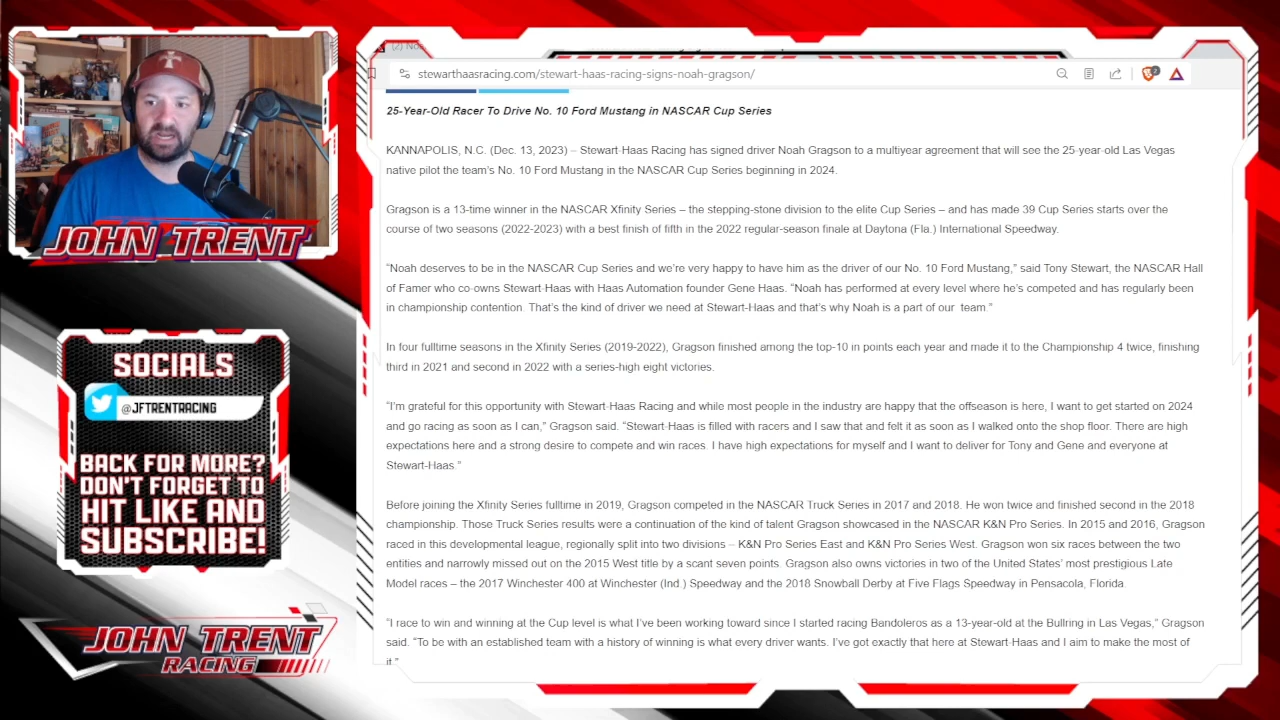 (2) Nos
stewarthaasracing.com/stewart-haas-racing-signs-noah-gragson/
2
25-Year-Old Racer To Drive No. 10 Ford Mustang in NASCAR Cup Series
KANNAPOLIS, N.C. (Dec. 13, 2023) – Stewart-Haas Racing has signed driver Noah Gragson to a multiyear agreement that will see the 25-year-old Las Vegas
native pilot the team's No. 10 Ford Mustang in the NASCAR Cup Series beginning in 2024.
Gragson is a 13-time winner in the NASCAR Xfinity Series – the stepping-stone division to the elite Cup Series – and has made 39 Cup Series starts over the
course of two seasons (2022-2023) with a best finish of fifth in the 2022 regular-season finale at Daytona (Fla.) International Speedway.
“Noah deserves to be in the NASCAR Cup Series and we’re very happy to have him as the driver of our No. 10 Ford Mustang,” said Tony Stewart, the NASCAR Hall
of Famer who co-owns Stewart-Haas with Haas Automation founder Gene Haas. “Noah has performed at every level where he’s competed and has regularly been
in championship contention. That’s the kind of driver we need at Stewart-Haas and that’s why Noah is a part of our team.”
In four fulltime seasons in the Xfinity Series (2019-2022), Gragson finished among the top-10 in points each year and made it to the Championship 4 twice, finishing
third in 2021 and second in 2022 with a series-high eight victories.
“I’m grateful for this opportunity with Stewart-Haas Racing and while most people in the industry are happy that the offseason is here, I want to get started on 2024
and go racing as soon as I can,” Gragson said. “Stewart-Haas is filled with racers and I saw that and felt it as soon as I walked onto the shop floor. There are high
expectations here and a strong desire to compete and win races. I have high expectations for myself and I want to deliver for Tony and Gene and everyone at
Stewart-Haas.”
Before joining the Xfinity Series fulltime in 2019, Gragson competed in the NASCAR Truck Series in 2017 and 2018. He won twice and finished second in the 2018
championship. Those Truck Series results were a continuation of the kind of talent Gragson showcased in the NASCAR K&N Pro Series. In 2015 and 2016, Gragson
raced in this developmental league, regionally split into two divisions – K&N Pro Series East and K&N Pro Series West. Gragson won six races between the two
entities and narrowly missed out on the 2015 West title by a scant seven points. Gragson also owns victories in two of the United States’ most prestigious Late
Model races – the 2017 Winchester 400 at Winchester (Ind.) Speedway and the 2018 Snowball Derby at Five Flags Speedway in Pensacola, Florida.
“I race to win and winning at the Cup level is what I’ve been working toward since I started racing Bandoleros as a 13-year-old at the Bullring in Las Vegas,” Gragson
said. “To be with an established team with a history of winning is what every driver wants. I’ve got exactly that here at Stewart-Haas and I aim to make the most of
it.”
T
JOHN TRENT
SOCIALS
@JFTRENTRACING
BACK FOR MORE?
DON'T FORGET TO
HIT LIKE AND
SUBSCRIBE!
JOHN TRENT
RACING